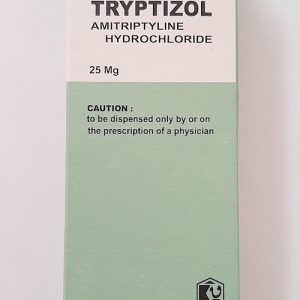 TRYPTIZOL
AMITRIPTYLINE
HYDROCHLORIDE
25 Mg
CAUTION :
to be dispensed only by or on
the prescription of a physician